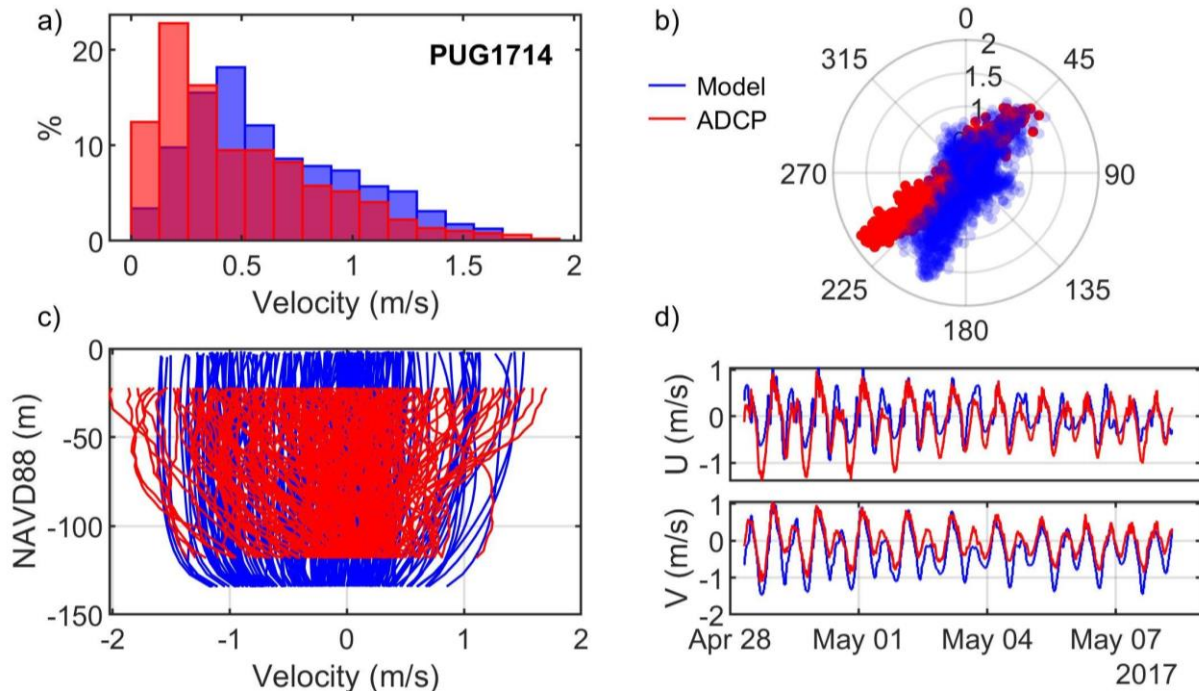 a)
PUG1714
%
20
10
0
0 0.5 1 1.5 2
Velocity (m/s)
b)
Model
ADCP
0
45
90
135
180
225
270
315
2
1.5
1
c)
NAVD88 (m)
0
-50
-100
-150
-2 -1 0 1 2
Velocity (m/s)
d)
U (m/s)
1
0
-1
V (m/s)
1
0
-1
-2
Apr 28 May 01 May 04 May 07
2017